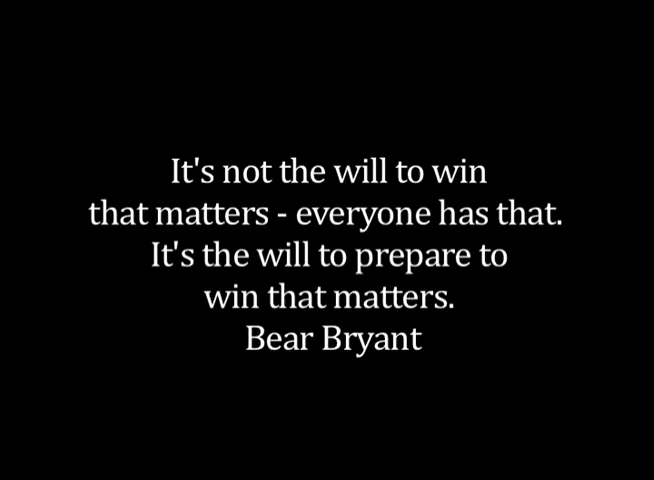 It's not the will to win
that matters - everyone has that.
It's the will to prepare to
win that matters.
Bear Bryant